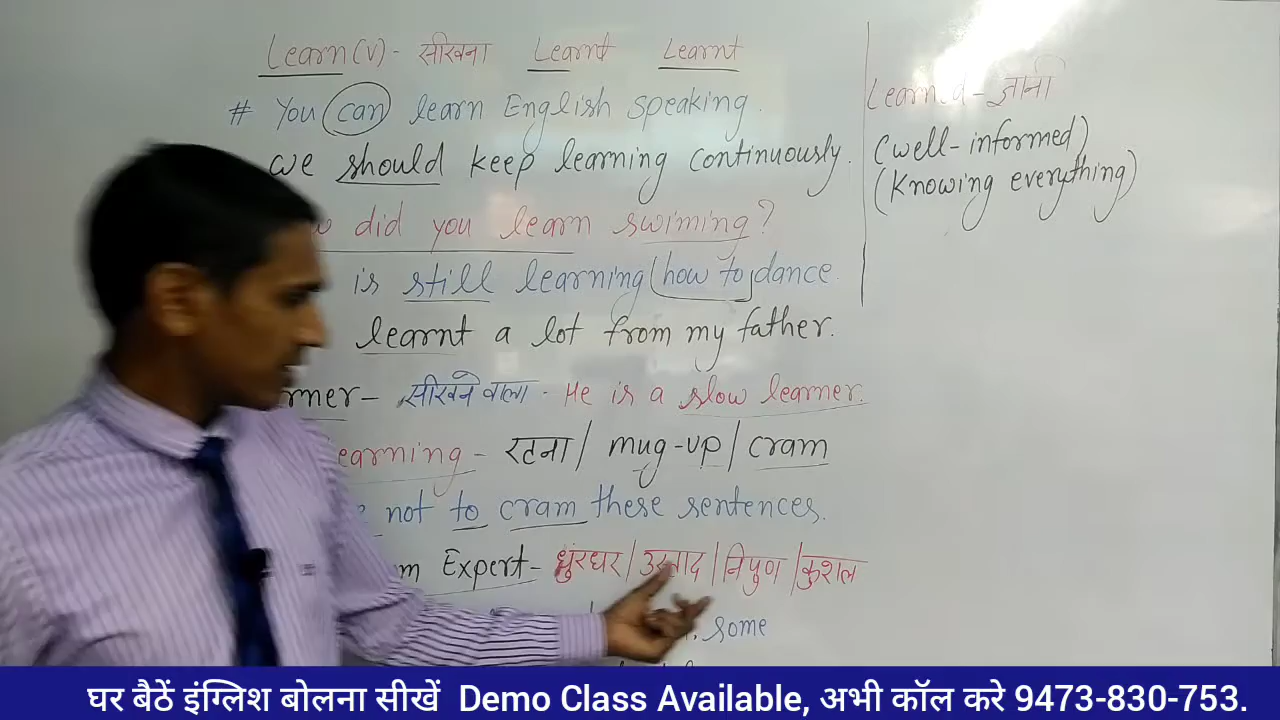 Learn(V) - सीखना Learnt Learnt
# You can learn English speaking.
we should keep learning continuously.
did you learn swiming?
is still learning how to dance.
learnt a lot from my father.
सीखने वाला - He is a slow learner.
earning - रटना / mug-up / cram
not to cram these sentences.
Expert - धुरंधर / उस्ताद / निपुण / कुशल
some
Learned - ज्ञानी
(well-informed)
(Knowing everything)
घर बैठें इंग्लिश बोलना सीखें Demo Class Available, अभी कॉल करे 9473-830-753.